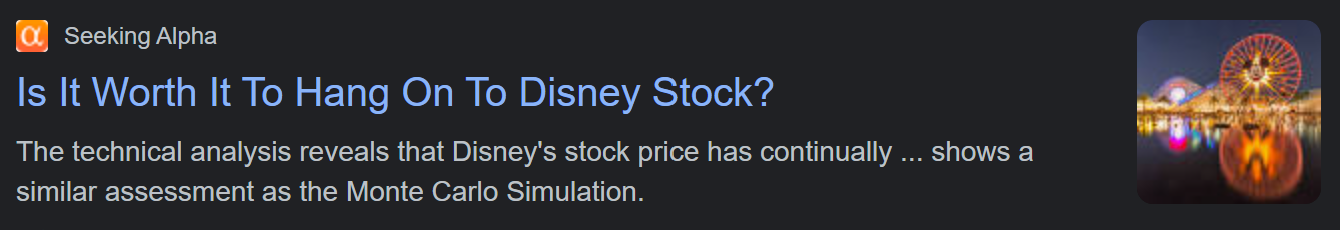 Seeking Alpha
Is It Worth It To Hang On To Disney Stock?
The technical analysis reveals that Disney's stock price has continually ... shows a
similar assessment as the Monte Carlo Simulation.